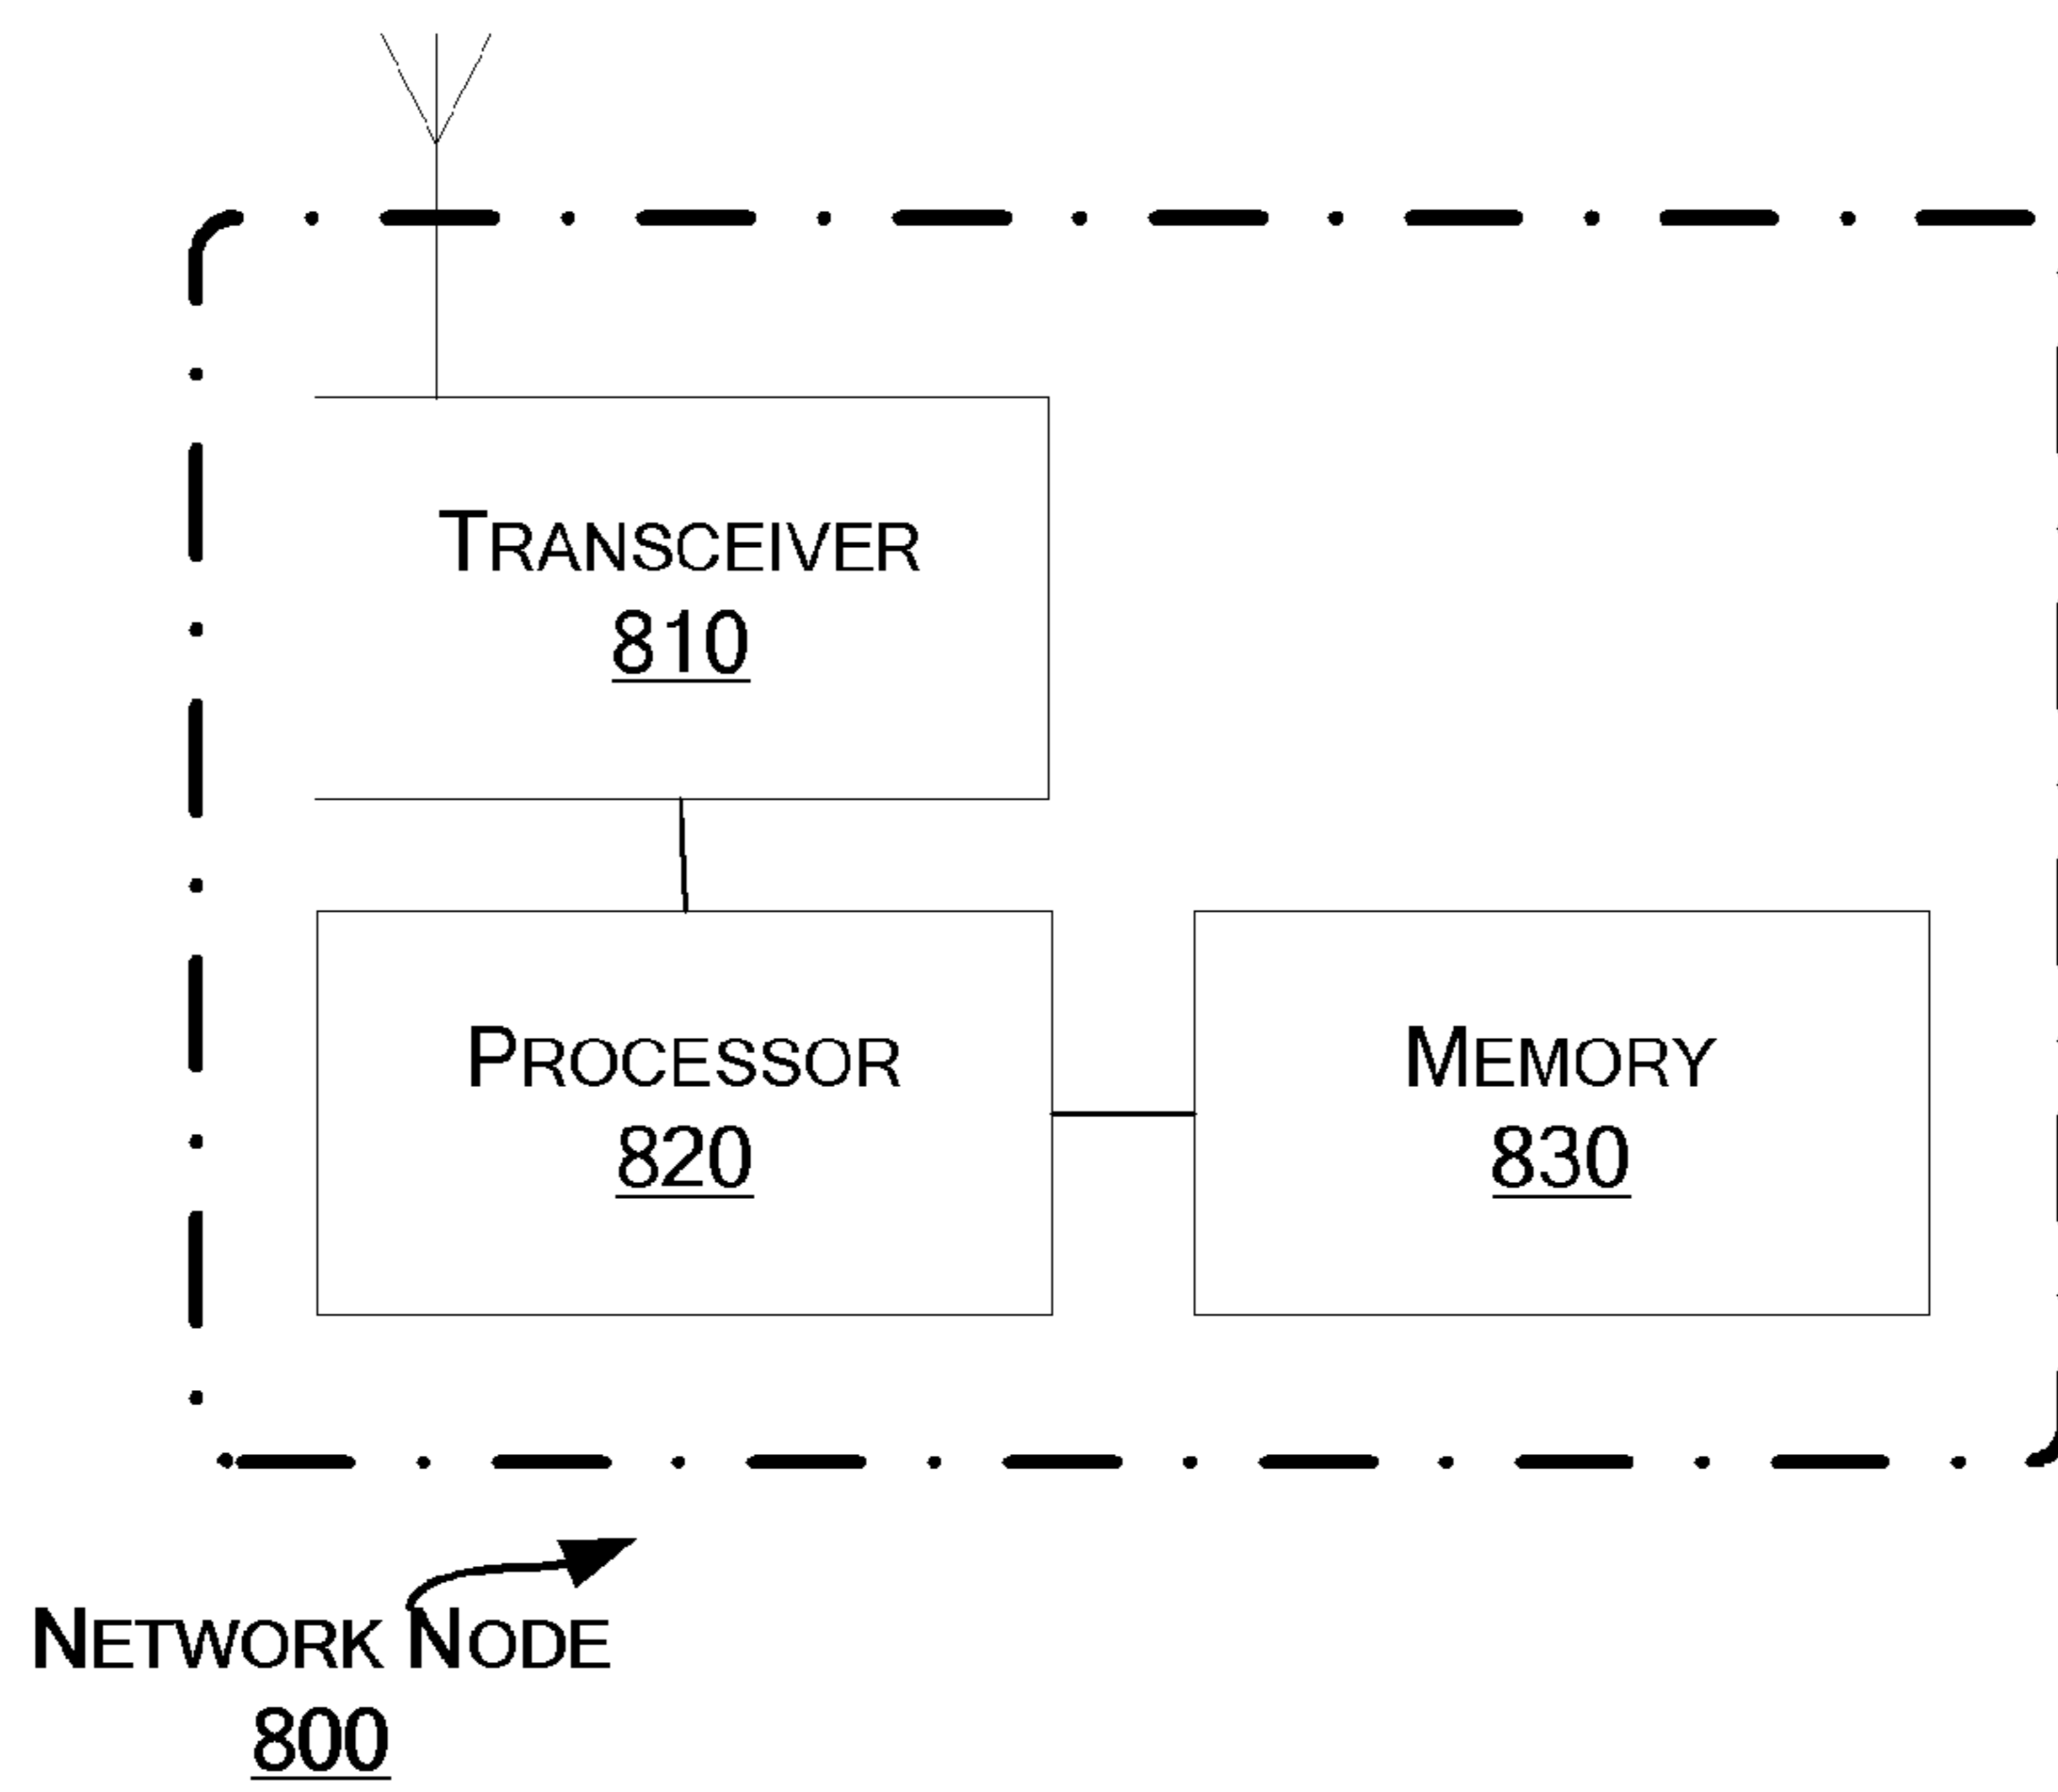 TRANSCEIVER
810
PROCESSOR
820
MEMORY
830
NETWORK NODE
800